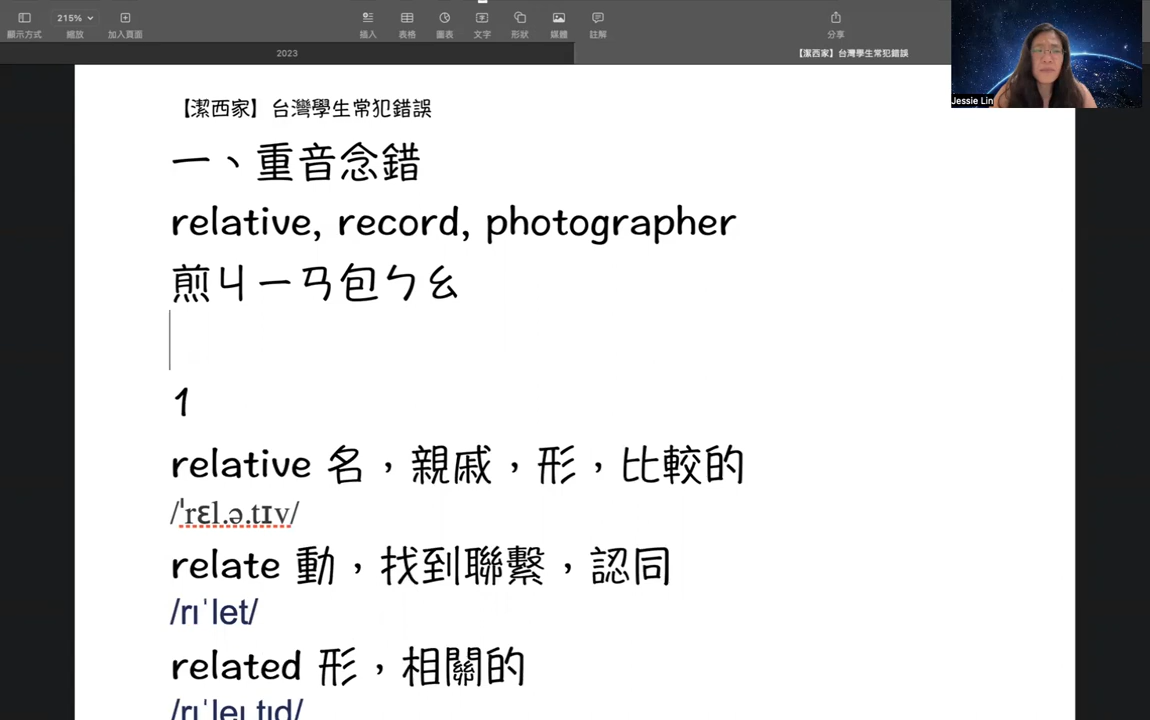 215%
顯示方式
縮放
加入頁面
插入
表格
圖表
文字
形狀
媒體
註解
分享
2023
【潔西家】台灣學生常犯錯誤
Jessie Lin
【潔西家】台灣學生常犯錯誤
一、重音念錯
relative, record, photographer
煎ㄐㄧㄢ包ㄅㄠ
1
relative 名，親戚，形，比較的
/ˈrɛl.ə.tɪv/
relate 動，找到聯繫，認同
/rɪˈlet/
related 形，相關的
/rɪˈleɪ.tɪd/